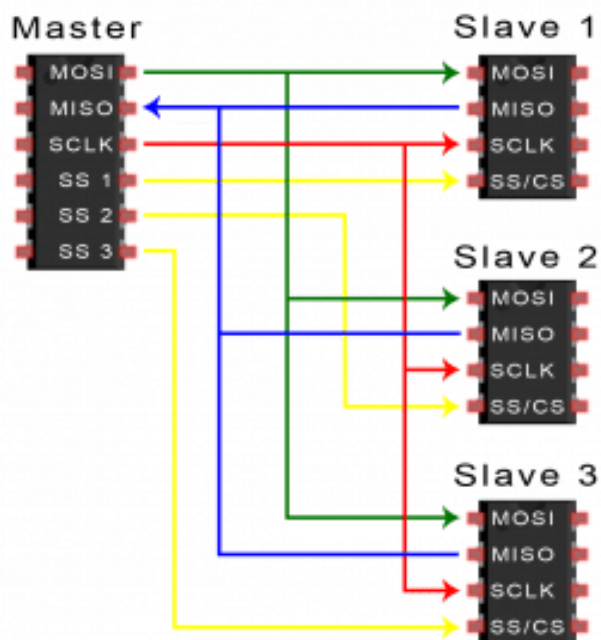 Master
MOSI
MISO
SCLK
SS 1
SS 2
SS 3
Slave 1
MOSI
MISO
SCLK
SS/CS
Slave 2
MOSI
MISO
SCLK
SS/CS
Slave 3
MOSI
MISO
SCLK
SS/CS